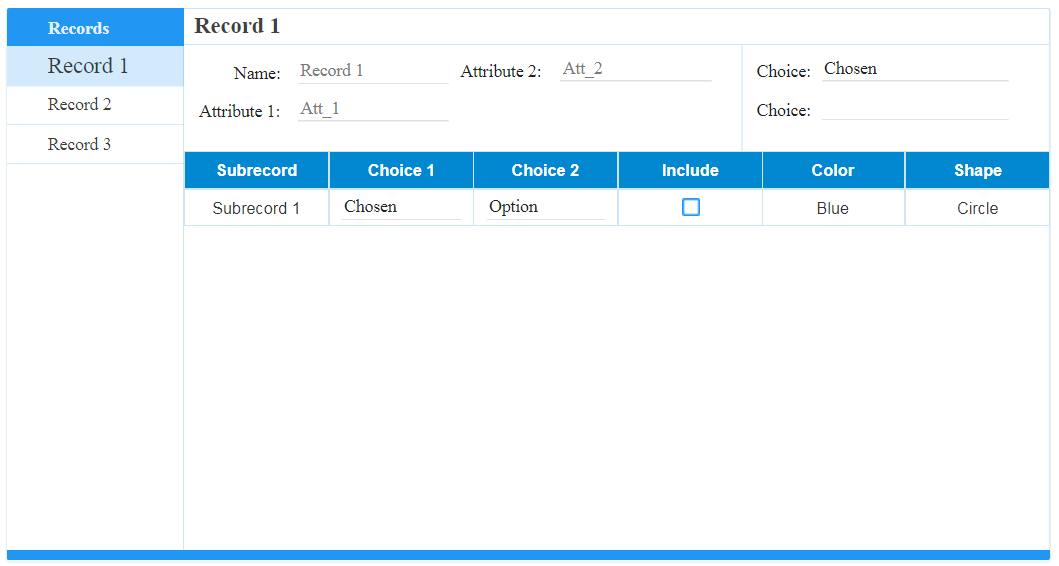 Records
Record 1
Record 2
Record 3
Record 1
Name: Record 1 Attribute 2: Att_2
Attribute 1: Att_1
Choice: Chosen
Choice:
Subrecord Choice 1 Choice 2 Include Color Shape
Subrecord 1 Chosen Option Blue Circle